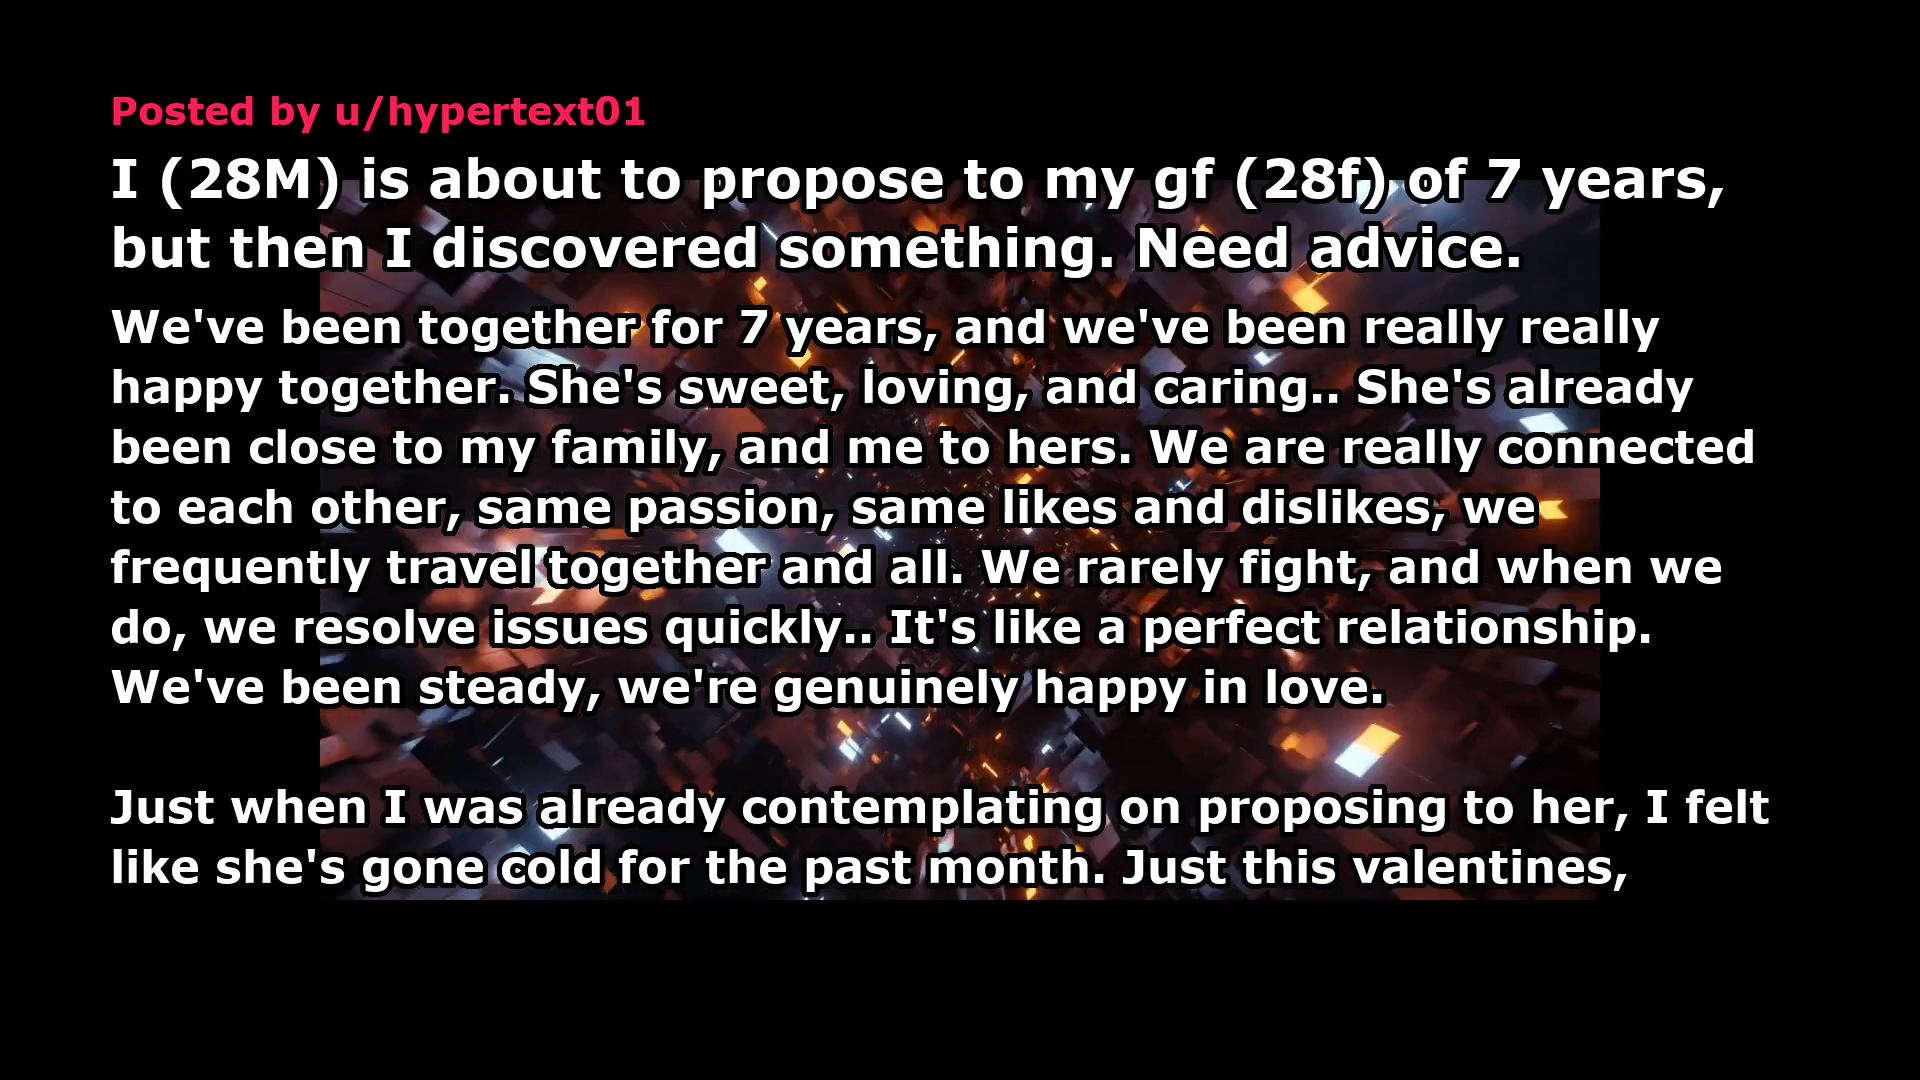 Posted by u/hypertext01
I (28M) is about to propose to my gf (28f) of 7 years,
but then I discovered something. Need advice.
We've been together for 7 years, and we've been really really
happy together. She's sweet, loving, and caring.. She's already
been close to my family, and me to hers. We are really connected
to each other, same passion, same likes and dislikes, we
frequently travel together and all. We rarely fight, and when we
do, we resolve issues quickly.. It's like a perfect relationship.
We've been steady, we're genuinely happy in love.
Just when I was already contemplating on proposing to her, I felt
like she's gone cold for the past month. Just this valentines,